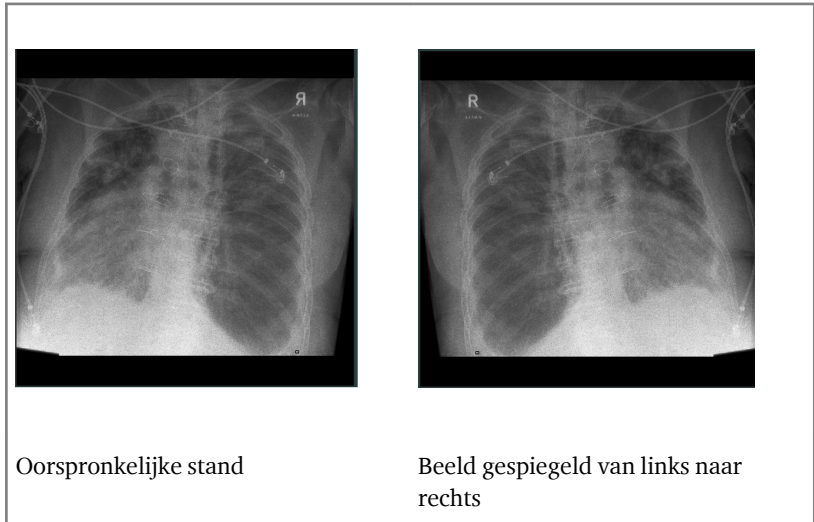 R
Oorspronkelijke stand
Beeld gespiegeld van links naar
rechts